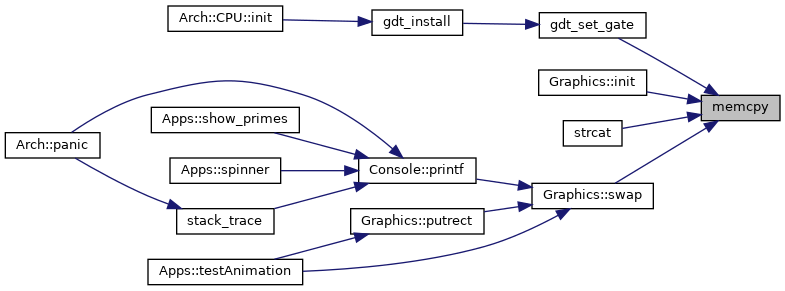 Arch::CPU::init
gdt_install
gdt_set_gate
Graphics::init
memcpy
Apps::show_primes
strcat
Arch::panic
Apps::spinner
Console::printf
Graphics::swap
stack_trace
Graphics::putrect
Apps::testAnimation